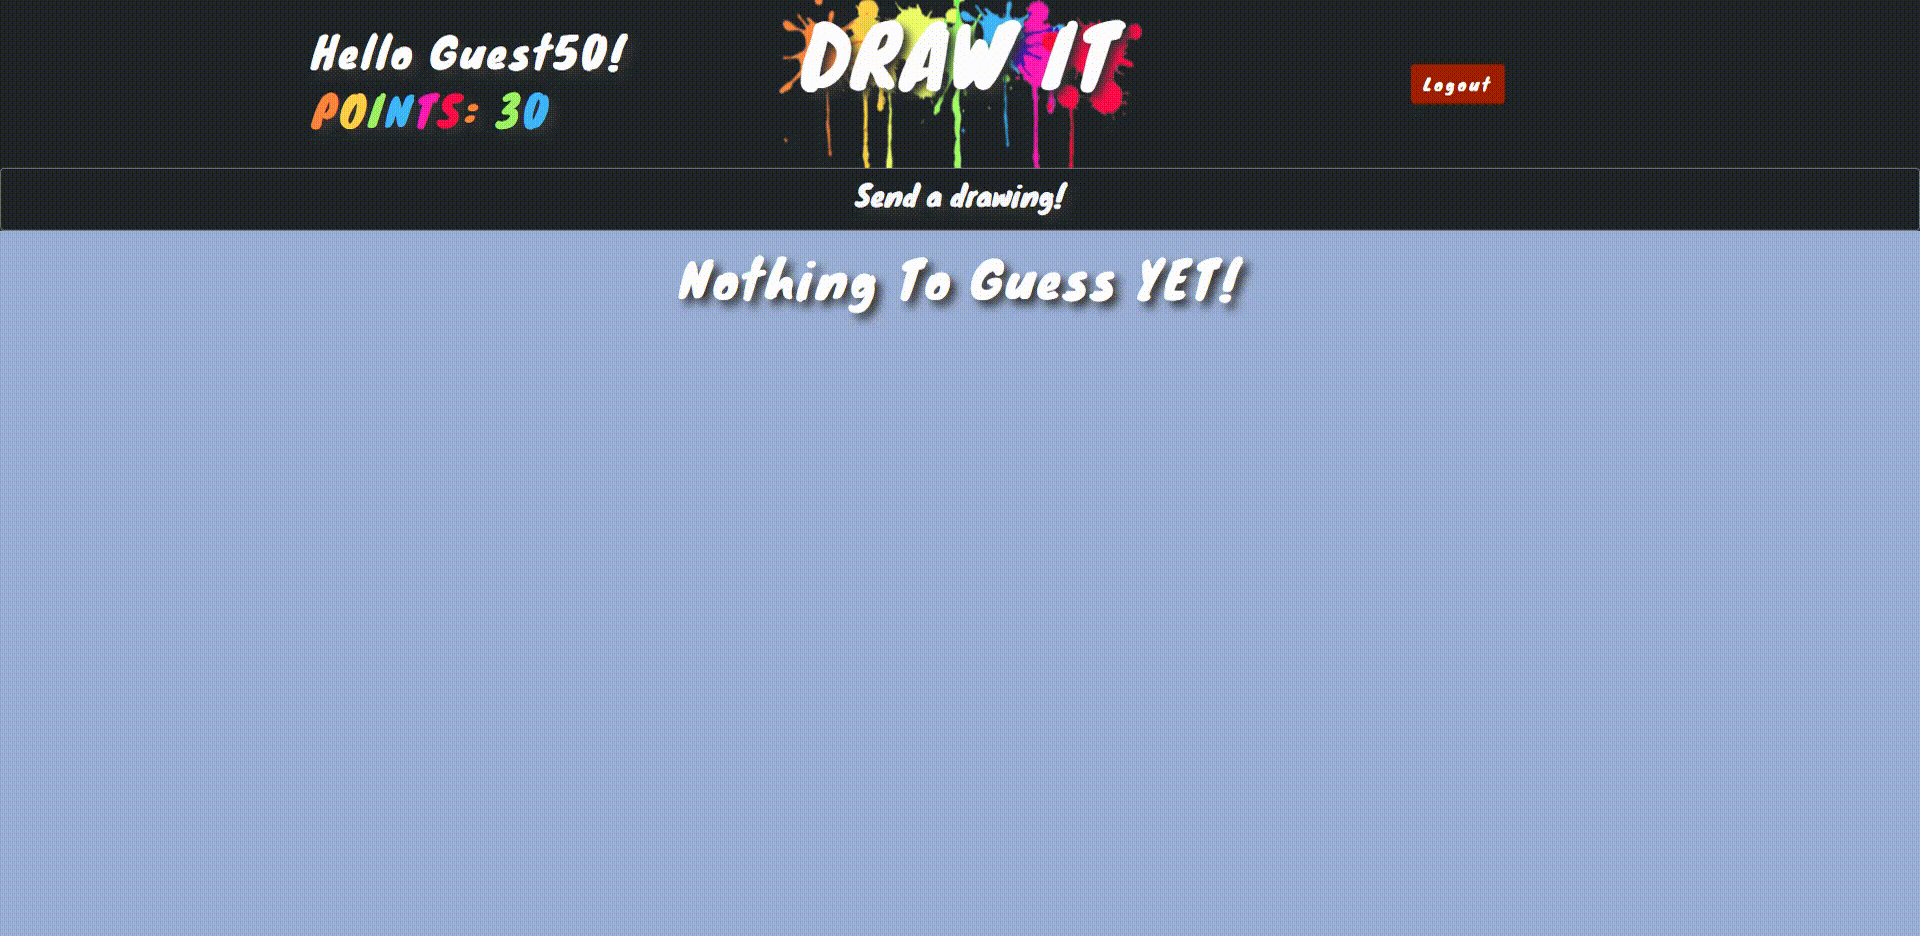 Hello Guest50!
POINTS: 30
DRAW IT
Logout
Send a drawing!
Nothing To Guess YET!